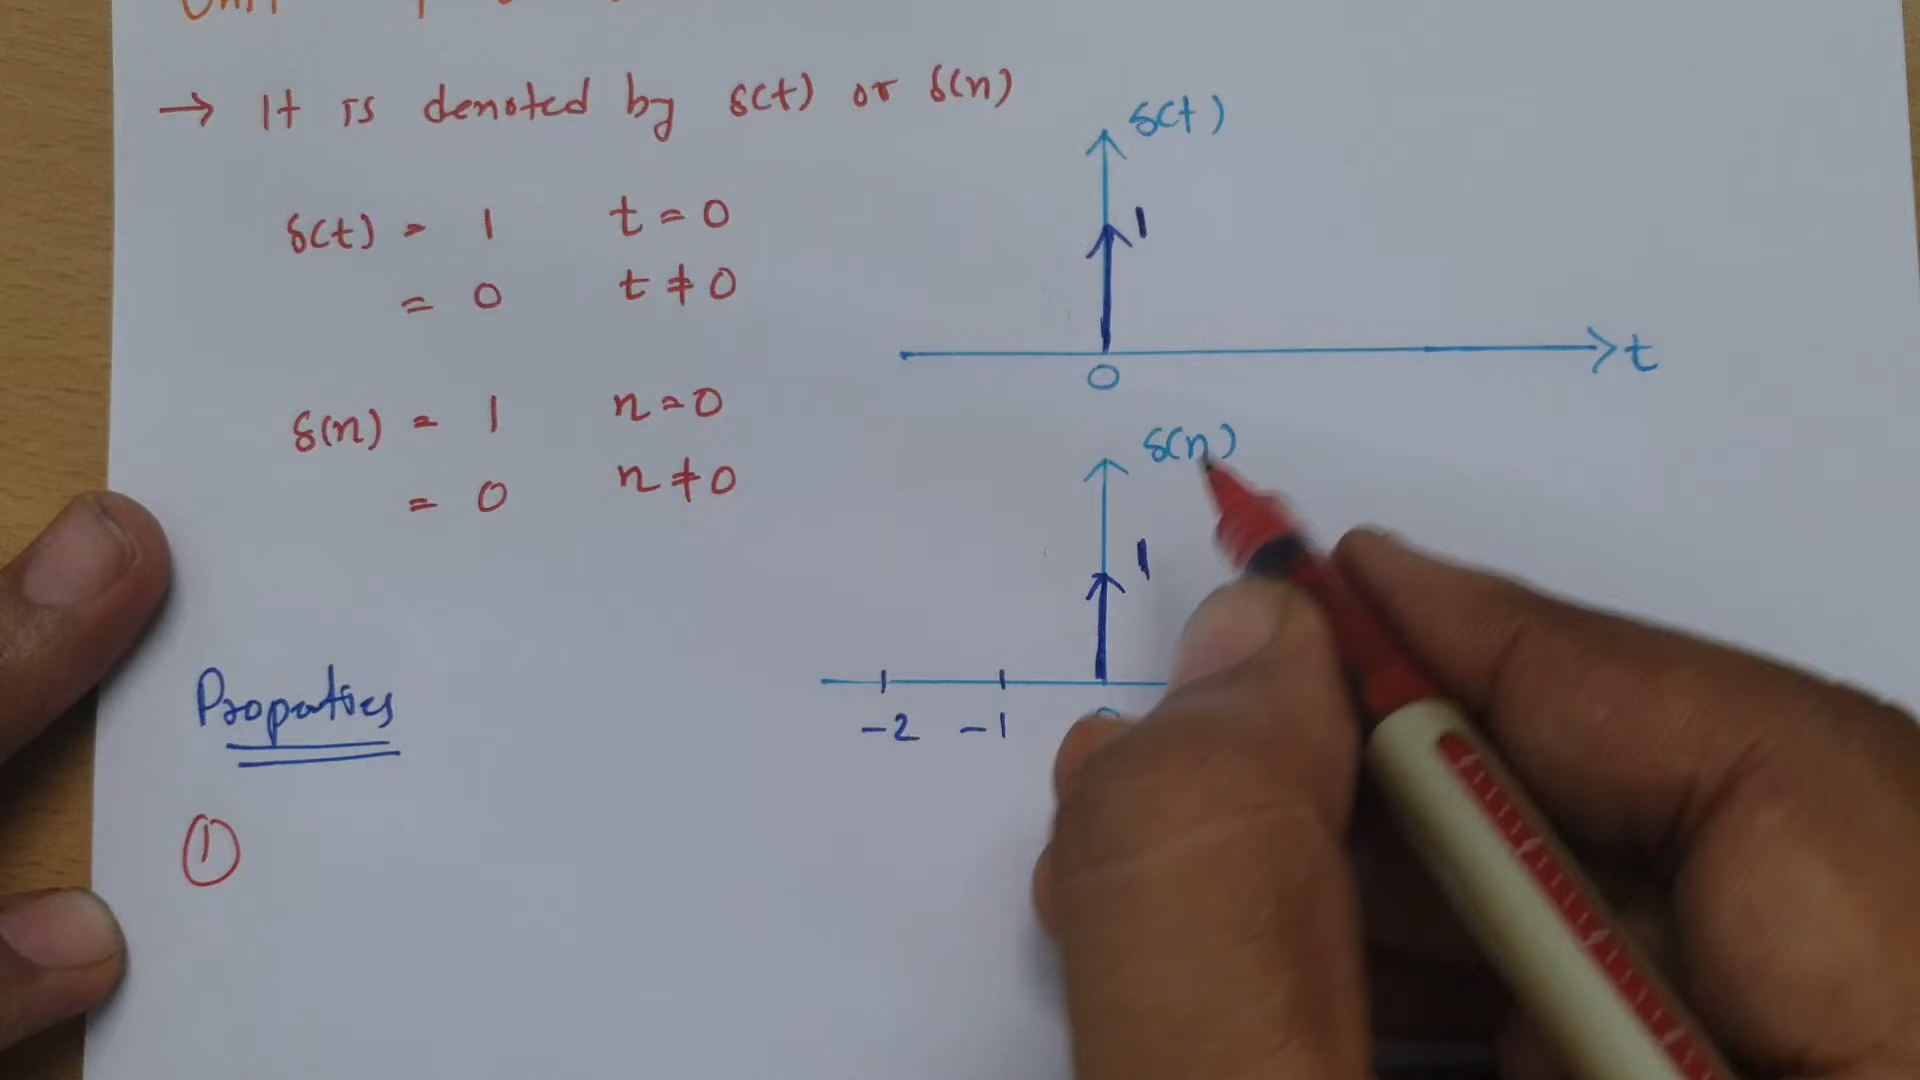 → It is denoted by δ(t) or δ(n)
δ(t) = 1 t = 0
= 0 t ≠ 0
δ(n) = 1 n = 0
= 0 n ≠ 0
δ(t)
1
0
t
δ(n)
1
-2 -1
Properties
①